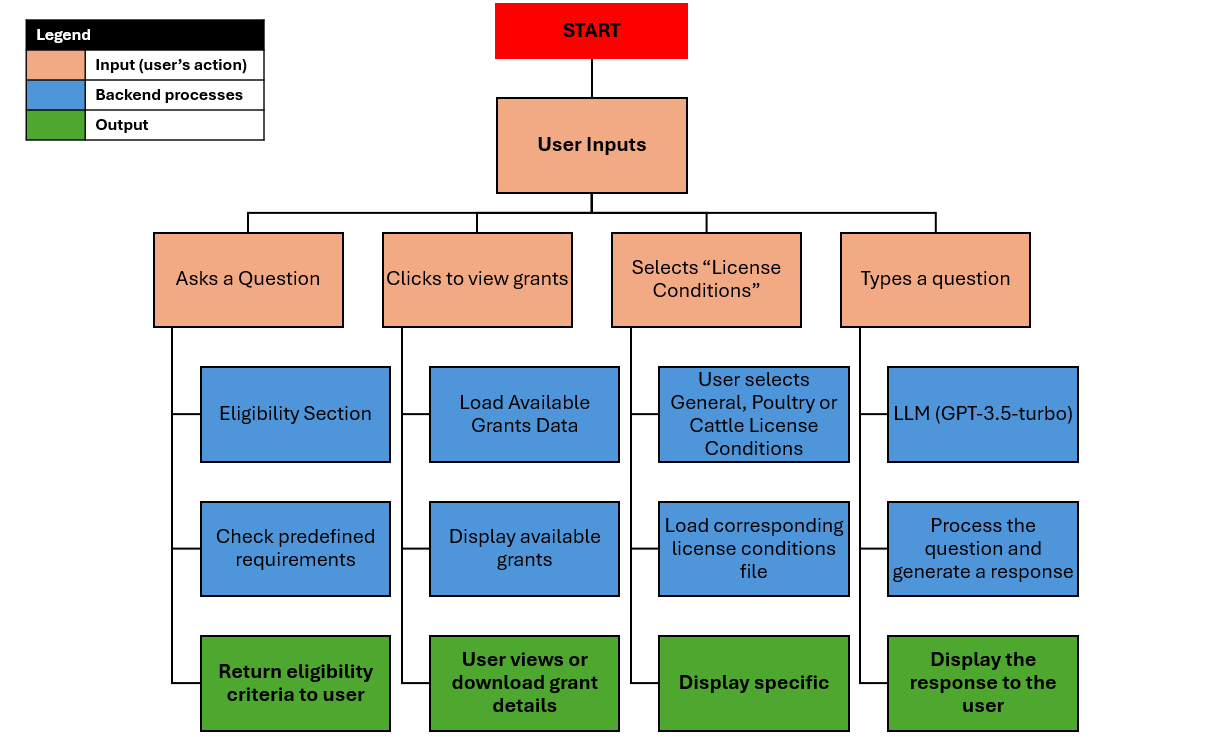 Legend
Input (user’s action)
Backend processes
Output
START
User Inputs
Asks a Question
Clicks to view grants
Selects “License
Conditions”
Types a question
Eligibility Section
Load Available
Grants Data
User selects
General, Poultry or
Cattle License
Conditions
LLM (GPT-3.5-turbo)
Check predefined
requirements
Display available
grants
Load corresponding
license conditions
file
Process the
question and
generate a response
Return eligibility
criteria to user
User views or
download grant
details
Display specific
Display the
response to the
user